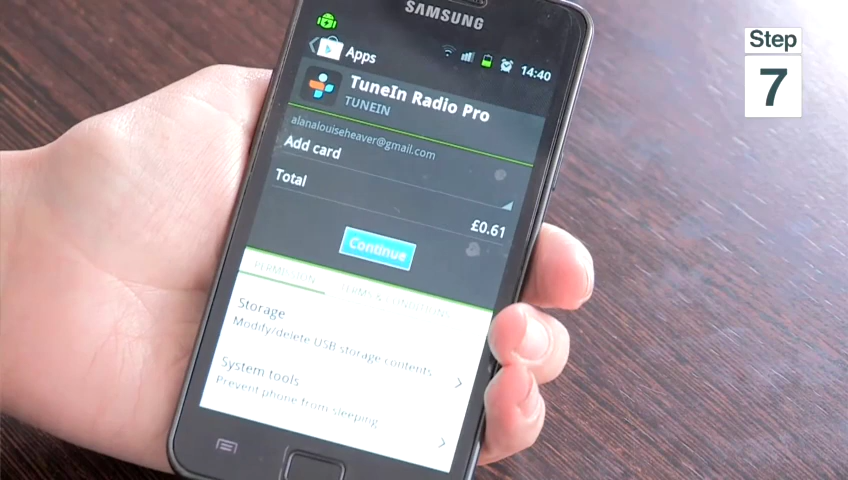 SAMSUNG
Step
7
Apps
14:40
TuneIn Radio Pro
TUNEIN
alanalouiseheaver@gmail.com
Add card
Total
£0.61
Continue
PERMISSION
TERMS & CONDITIONS
Storage
Modify/delete USB storage contents
System tools
Prevent phone from sleeping